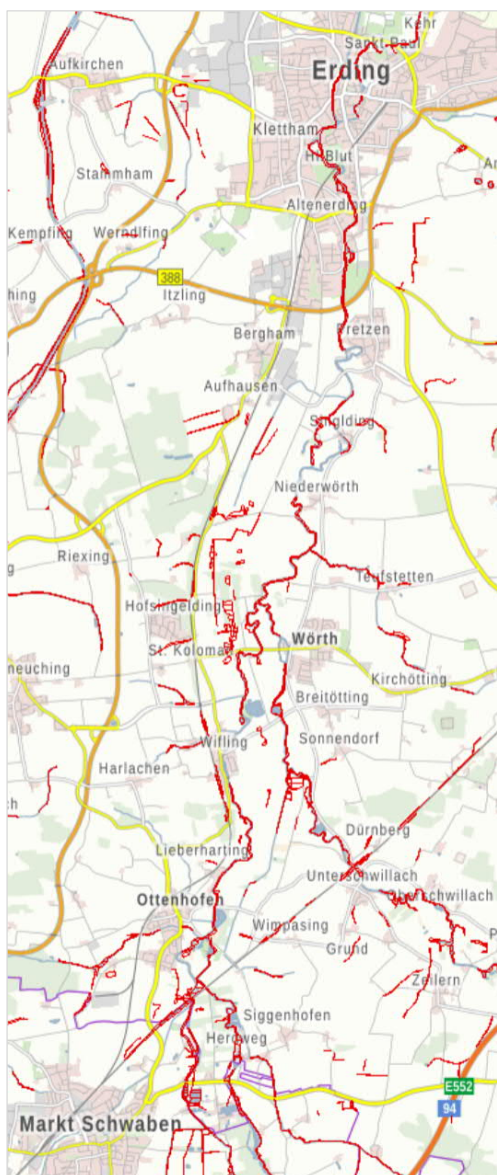 Kehr
Sankt Paul
Aufkirchen
Erding
Klettham
Hl. Blut
Stammham
Altenerding
Kempfing
Werndlfing
388
hing
Itzling
Bergham
Pretzen
Aufhausen
Singlding
Niederwörth
Riexing
Teufstetten
Hofsingelding
Wörth
St. Koloman
Kirchötting
neuching
Breitötting
Wifling
Sonnendorf
Harlachen
Dürnberg
Lieberharting
Unterschwillach
Oberschwillach
Ottenhofen
Wimpasing
Grund
Zeilern
Siggenhofen
Herdweg
E552
94
Markt Schwaben